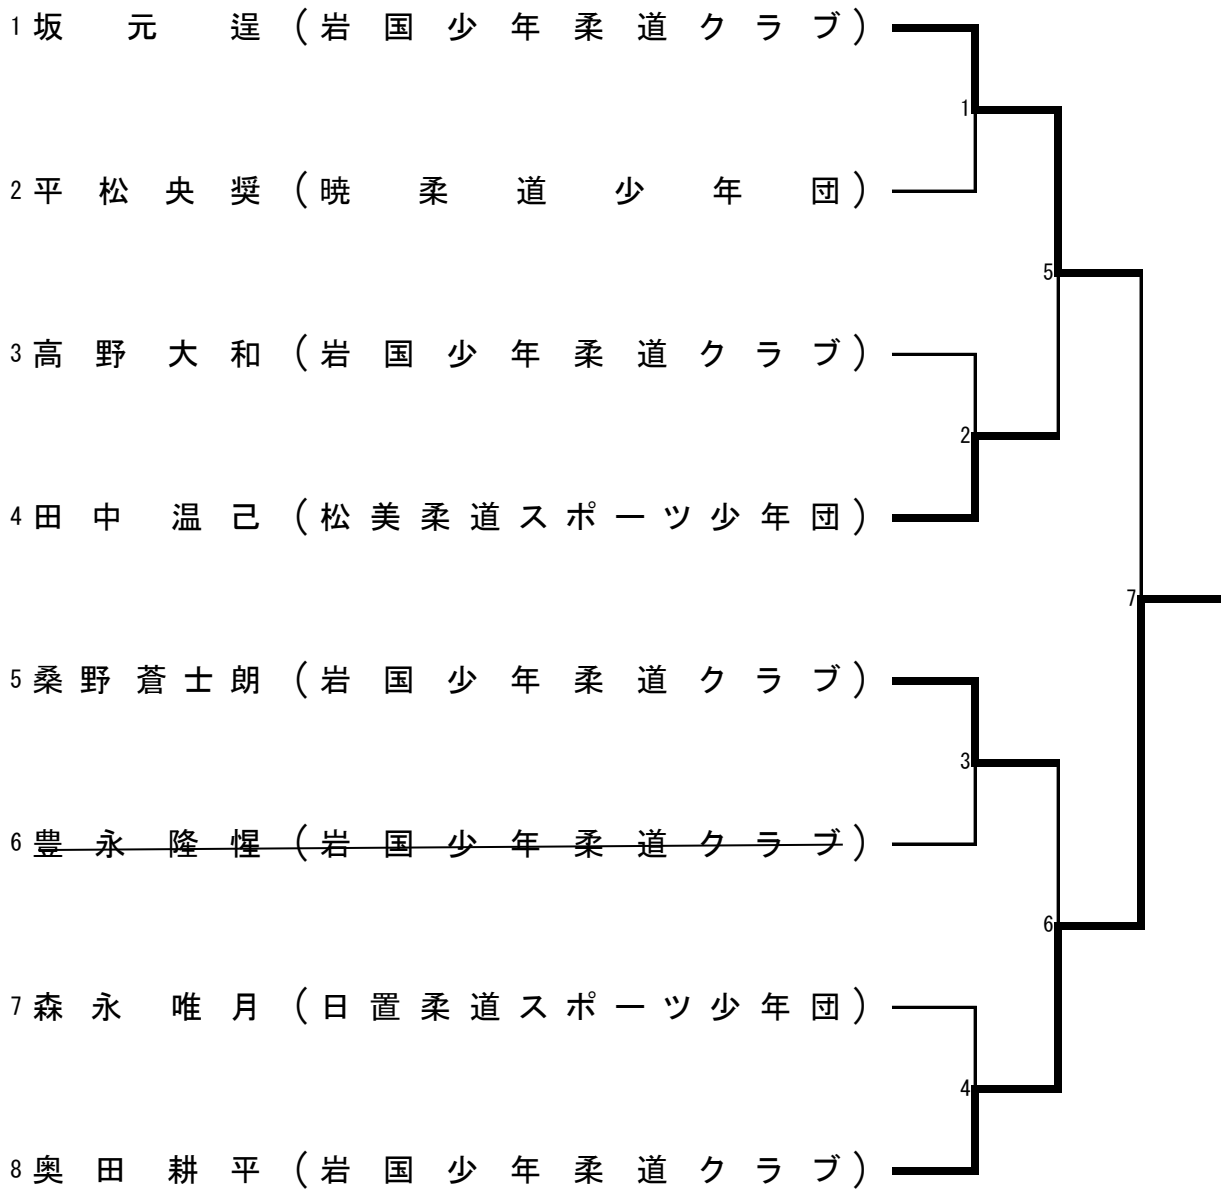 1 坂元逞(岩国少年柔道クラブ)
1
2 平松央奨(暁柔道少年団)
5
3 高野大和(岩国少年柔道クラブ)
2
4 田中温己(松美柔道スポーツ少年団)
7
5 桑野蒼士朗(岩国少年柔道クラブ)
3
6 豊永隆惺(岩国少年柔道クラブ)
6
7 森永唯月(日置柔道スポーツ少年団)
4
8 奥田耕平(岩国少年柔道クラブ)